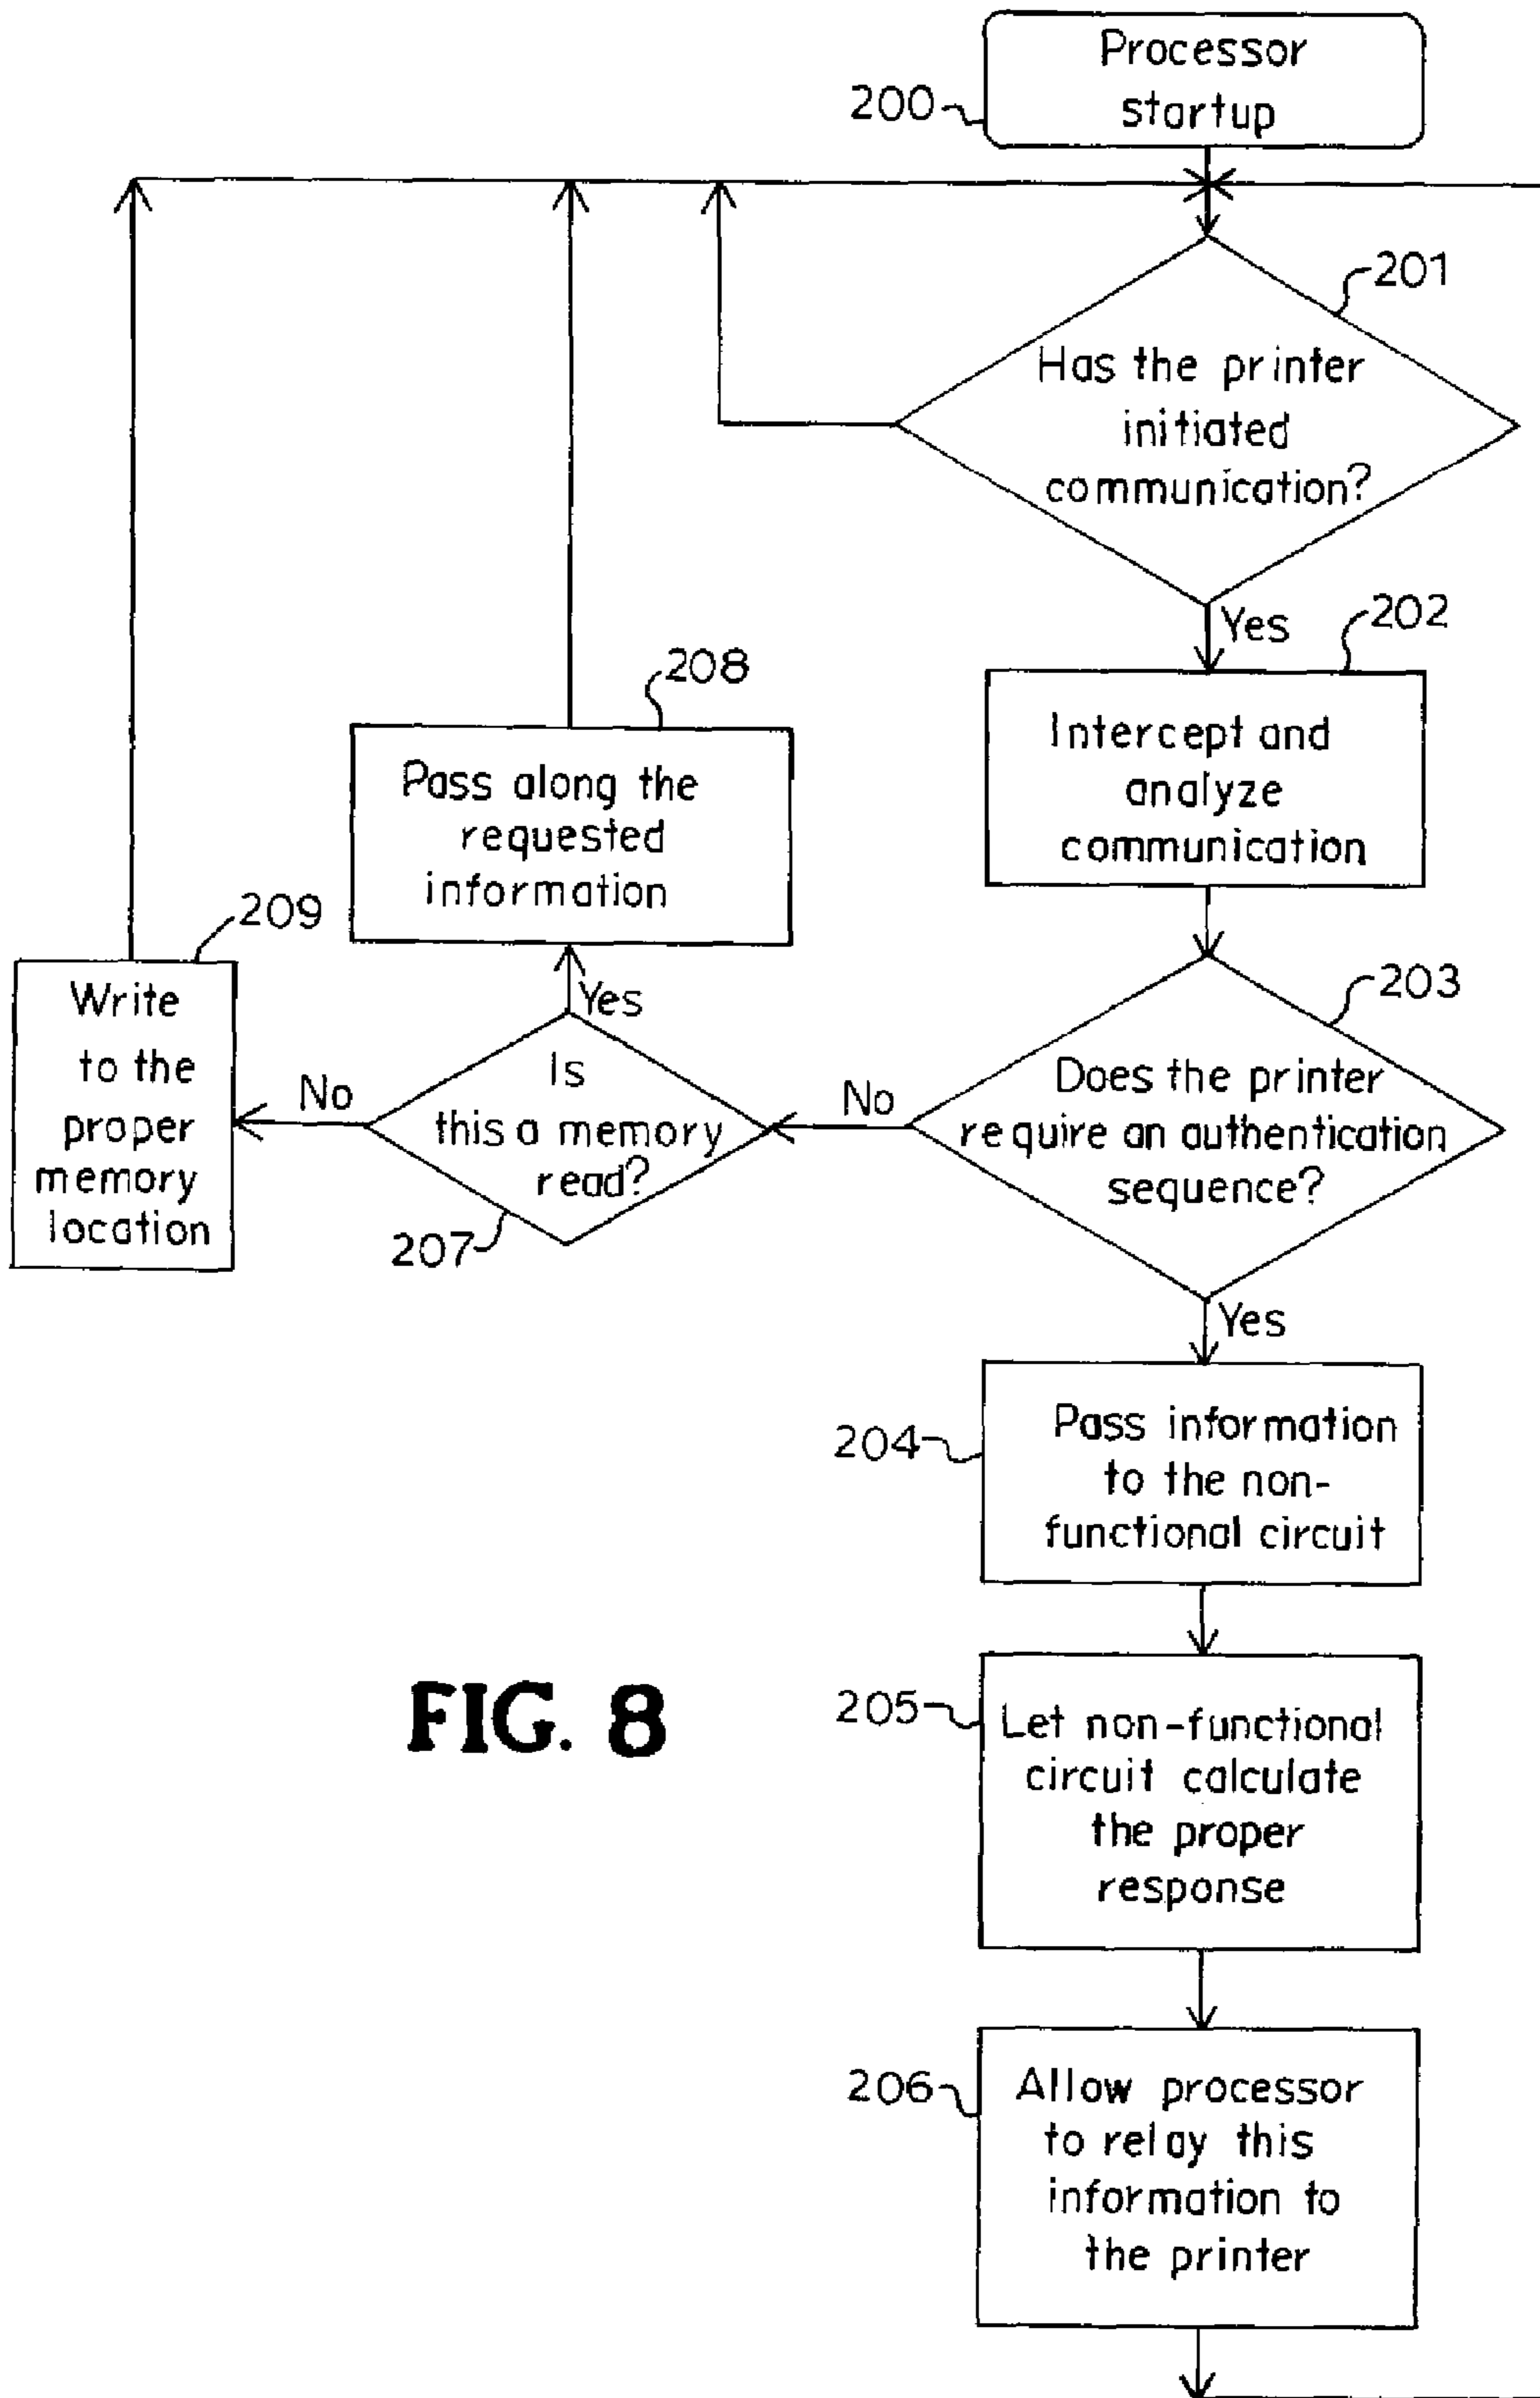 Processor
startup
200
201
Has the printer
initiated
communication?
Yes
202
Intercept and
analyze
communication
208
Pass along the
requested
information
209
Write
to the
proper
memory
location
Yes
Is
this a memory
read?
No
207
203
Does the printer
require an authentication
sequence?
No
Yes
204
Pass information
to the non-
functional circuit
205
Let non-functional
circuit calculate
the proper
response
206
Allow processor
to relay this
information to
the printer
FIG. 8